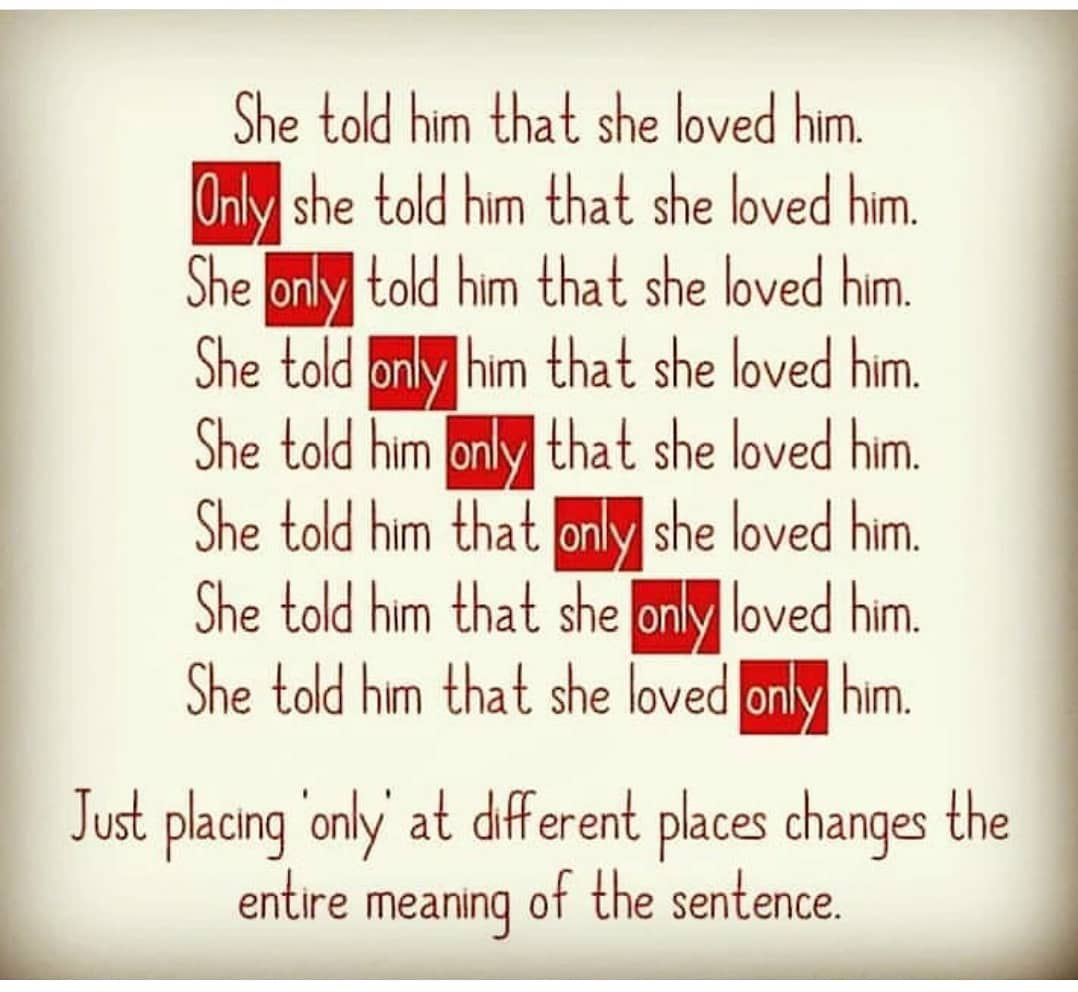 She told him that she loved him.
Only she told him that she loved him.
She only told him that she loved him.
She told only him that she loved him.
She told him only that she loved him.
She told him that only she loved him.
She told him that she only loved him.
She told him that she loved only him.
Just placing 'only' at different places changes the
entire meaning of the sentence.